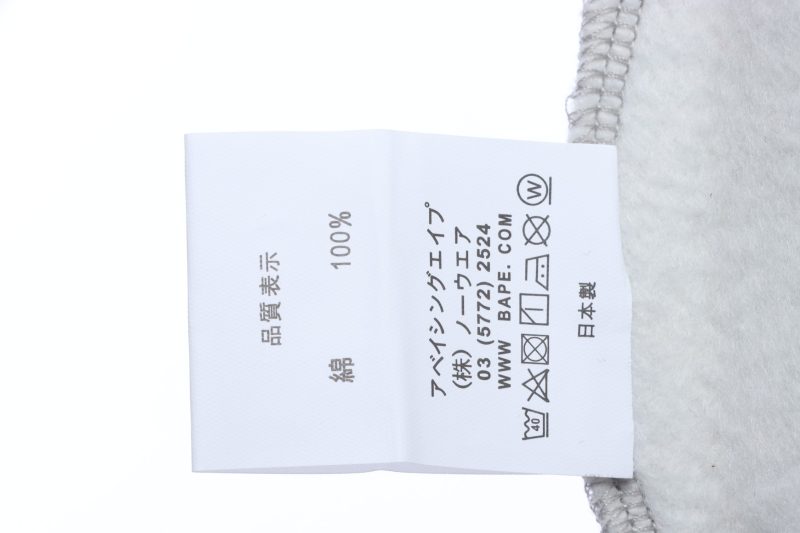 品質表示
綿 100%
アベイシングエイプ
(株) ノーウエア
03 (5772) 2524
WWW BAPE. COM
40 W
日本製